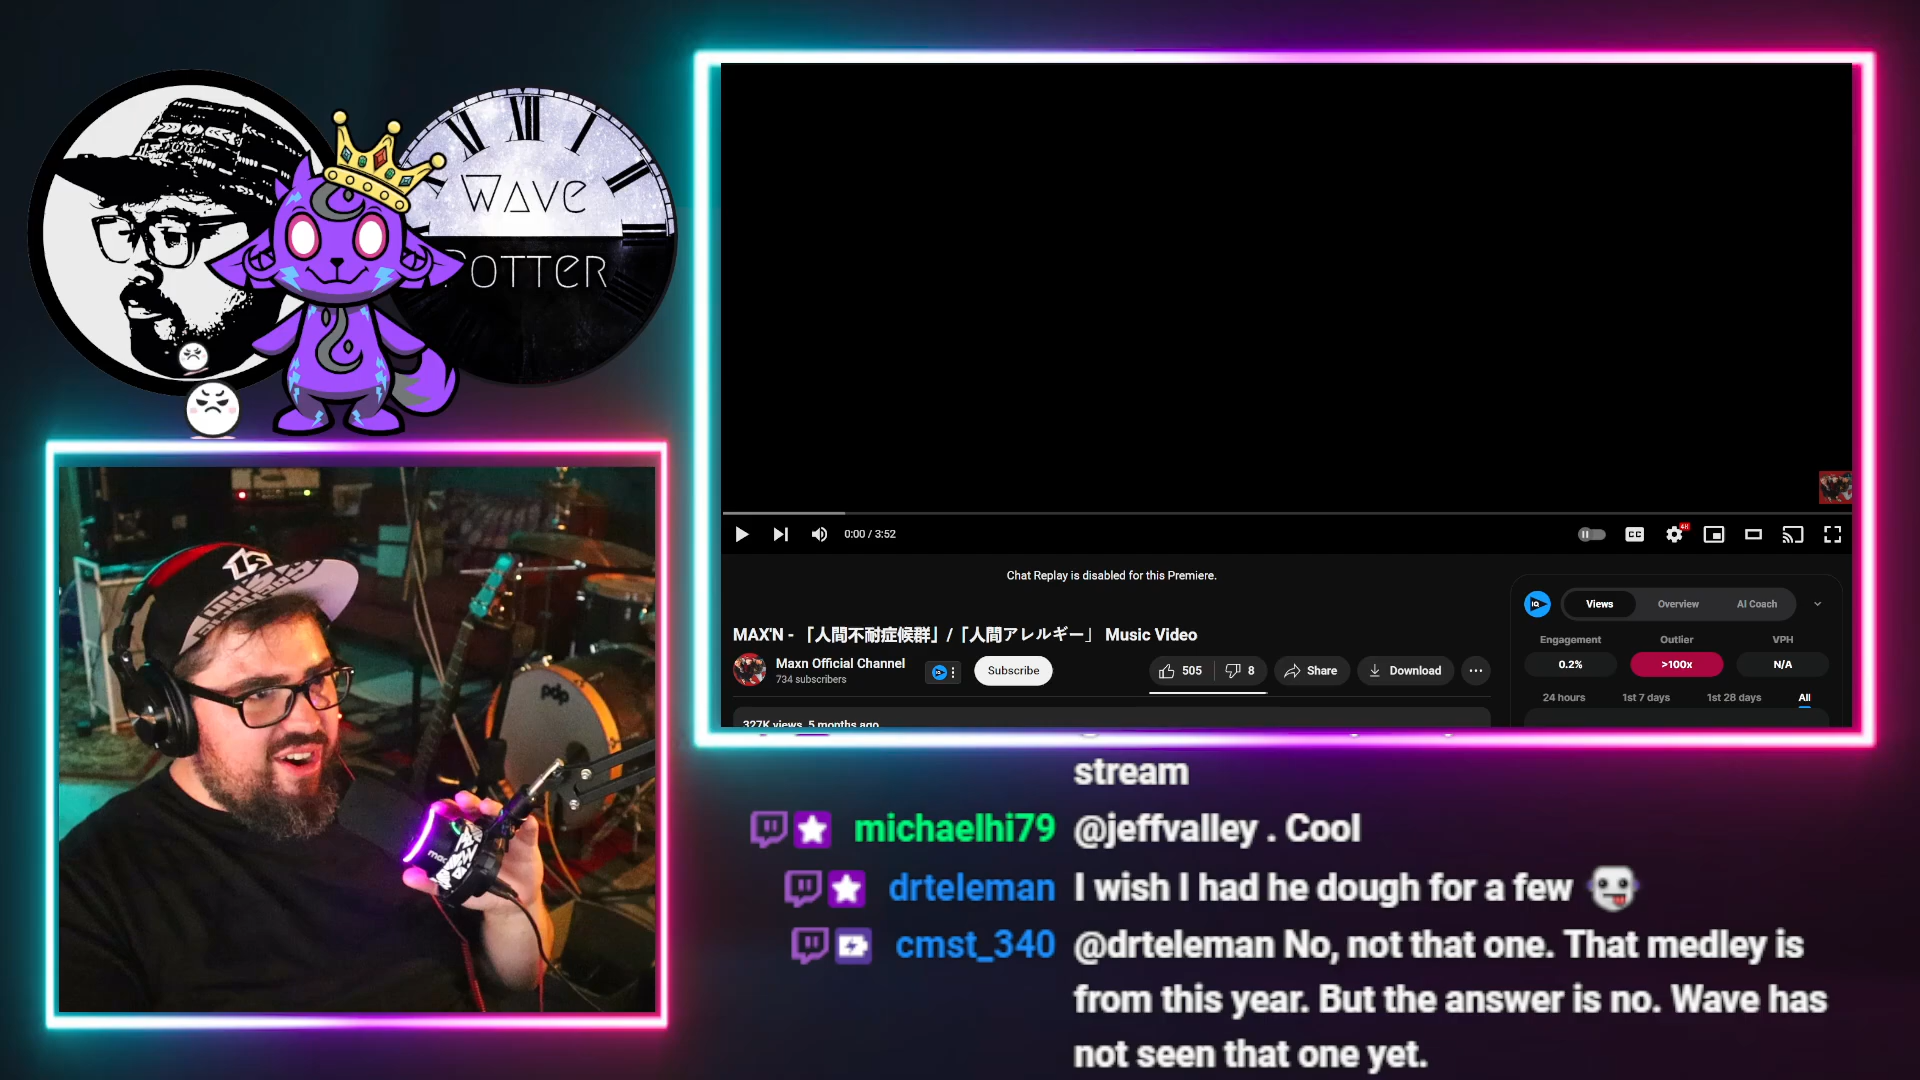 WAVE
POTTER
pdp
0:00 / 3:52
CC
4K
Chat Replay is disabled for this Premiere.
MAX'N - 「人間不耐症候群」/「人間アレルギー」 Music Video
Maxn Official Channel
734 subscribers
Subscribe
505
8
Share
Download
327K views 5 months ago
IQ
Views
Overview
AI Coach
Engagement
Outlier
VPH
0.2%
>100x
N/A
24 hours
1st 7 days
1st 28 days
All
stream
michaelhi79 @jeffvalley . Cool
drteleman I wish I had he dough for a few
cmst_340 @drteleman No, not that one. That medley is
from this year. But the answer is no. Wave has
not seen that one yet.